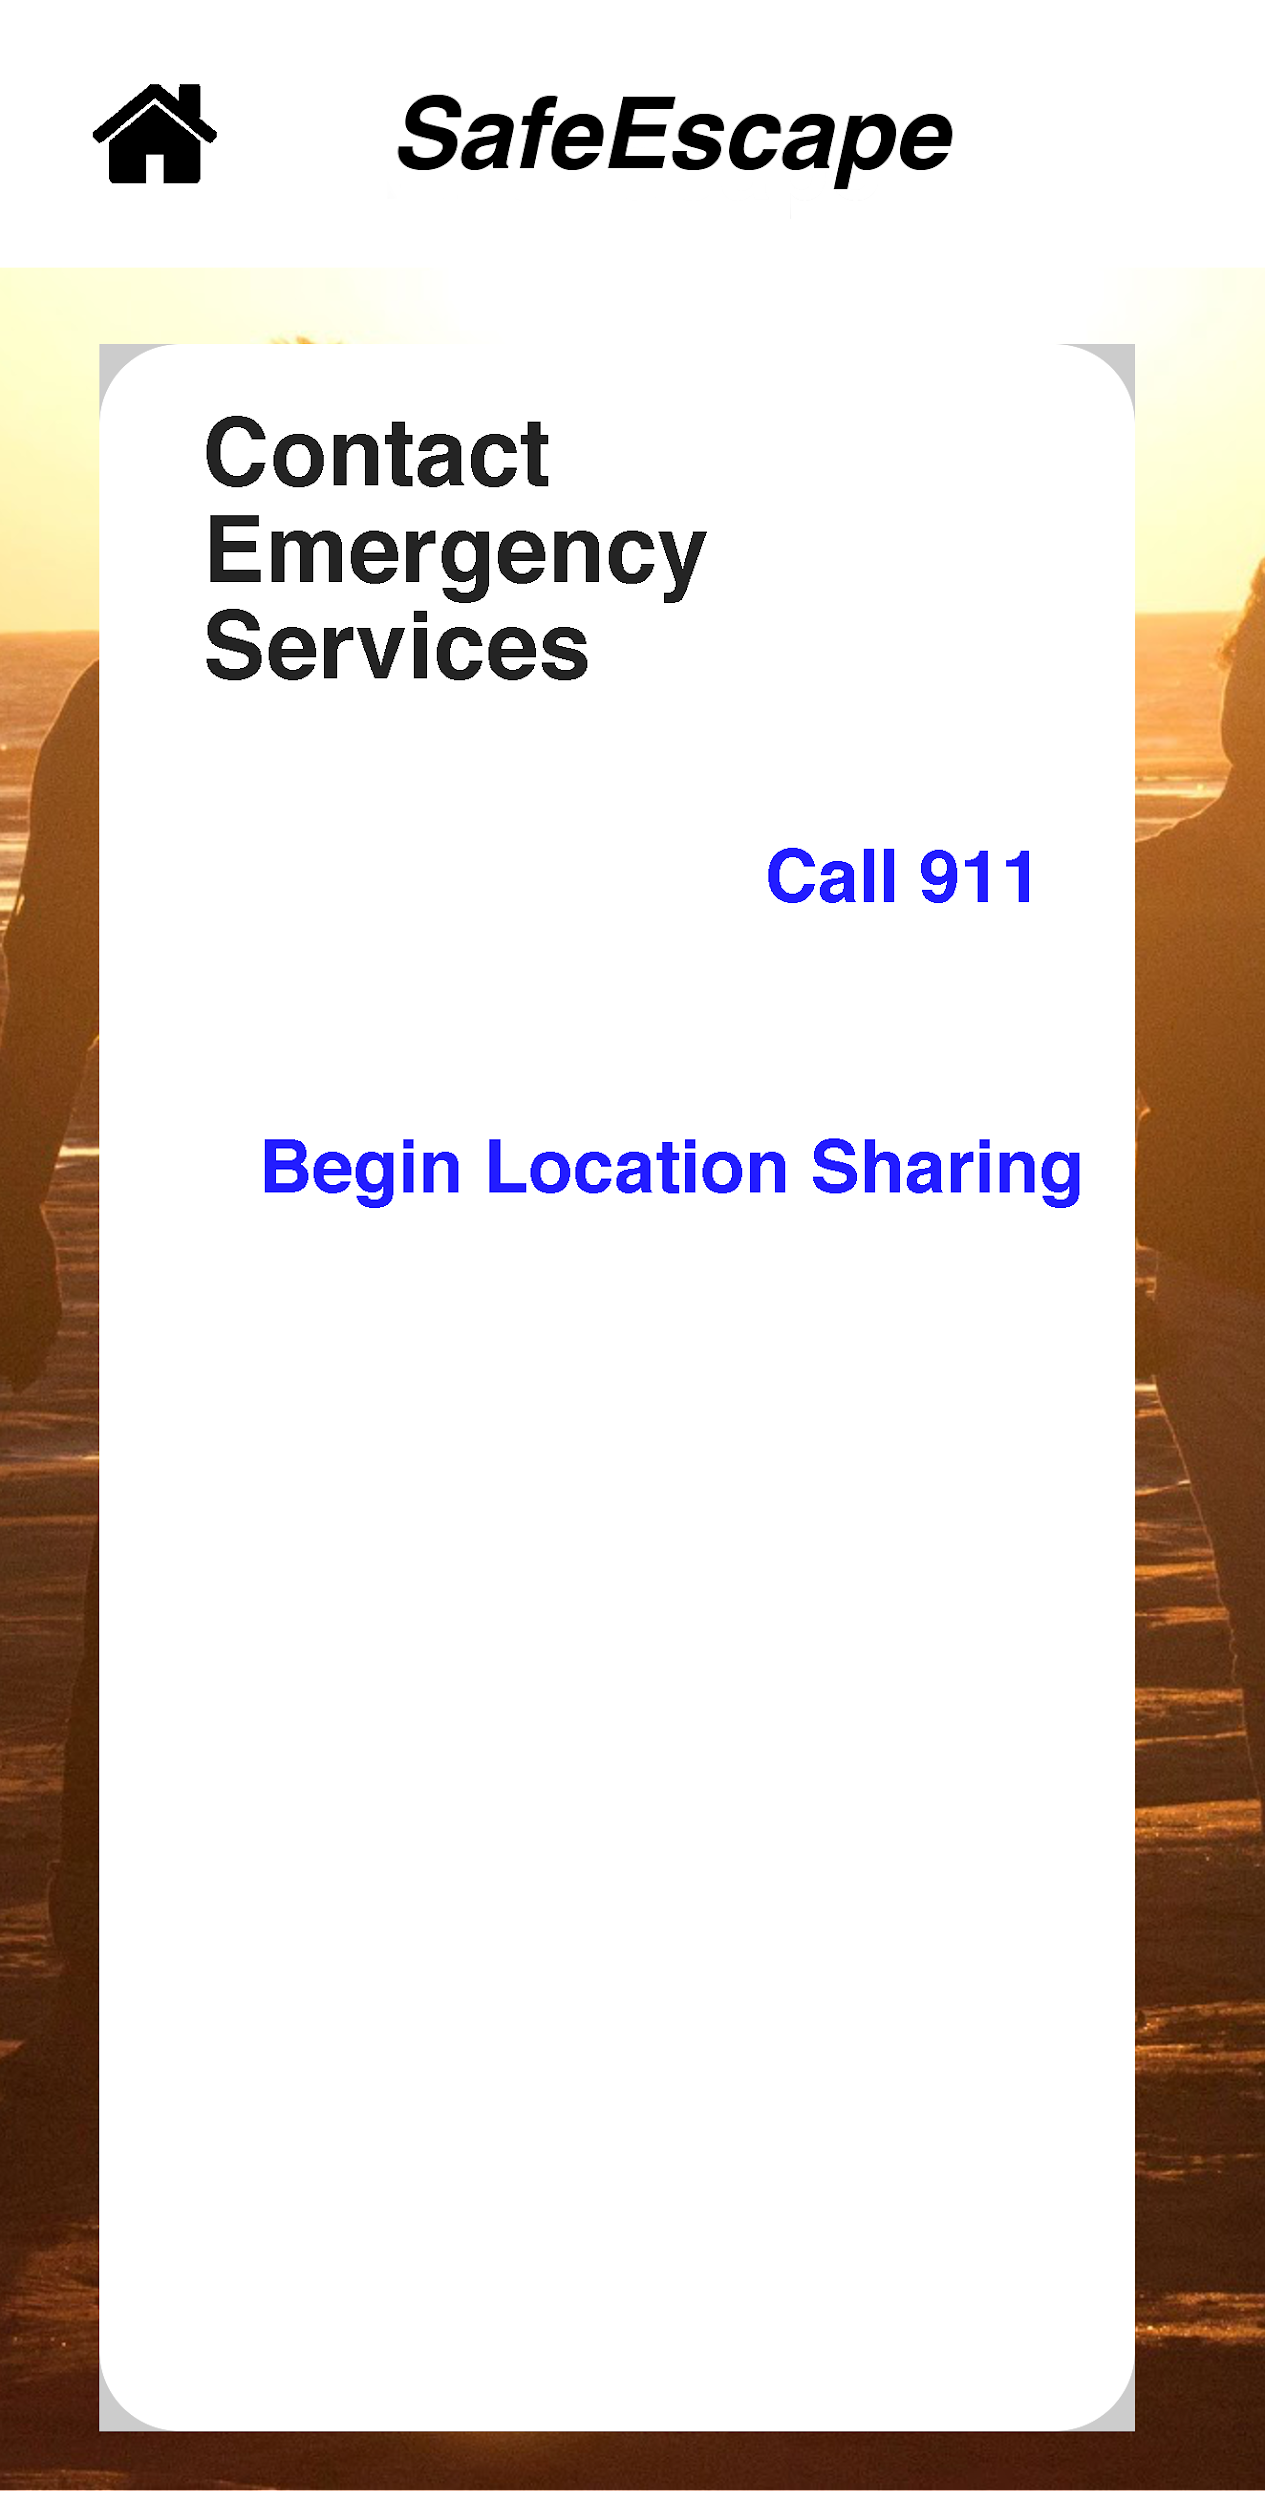 SafeEscape
Contact
Emergency
Services
Call 911
Begin Location Sharing